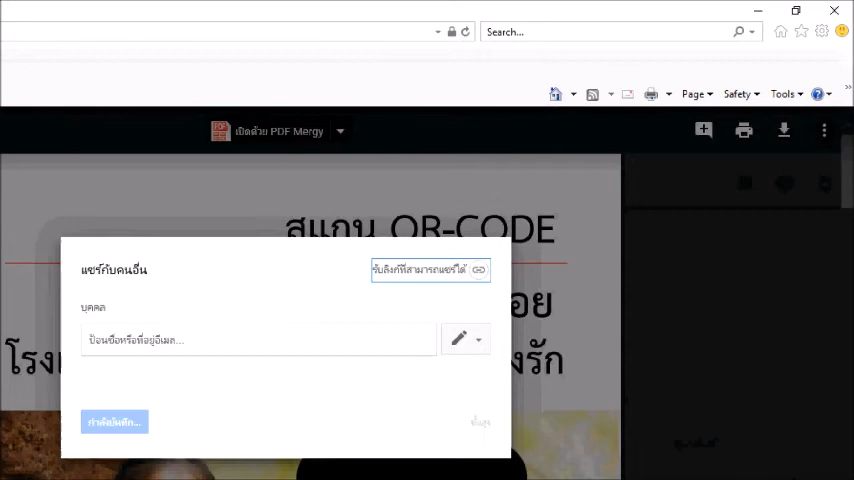 Search...
Page
Safety
Tools
เปิดด้วย PDF Mergy
สแกน QR-CODE
แชร์กับคนอื่น
รับลิงก์ที่สามารถแชร์ได้
บุคคล
อย
ป้อนชื่อหรือที่อยู่อีเมล...
โรง
งรัก
กำลังบันทึก...
ขั้นสูง